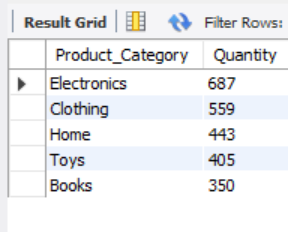 Result Grid Filter Rows:
Product_Category Quantity
Electronics 687
Clothing 559
Home 443
Toys 405
Books 350